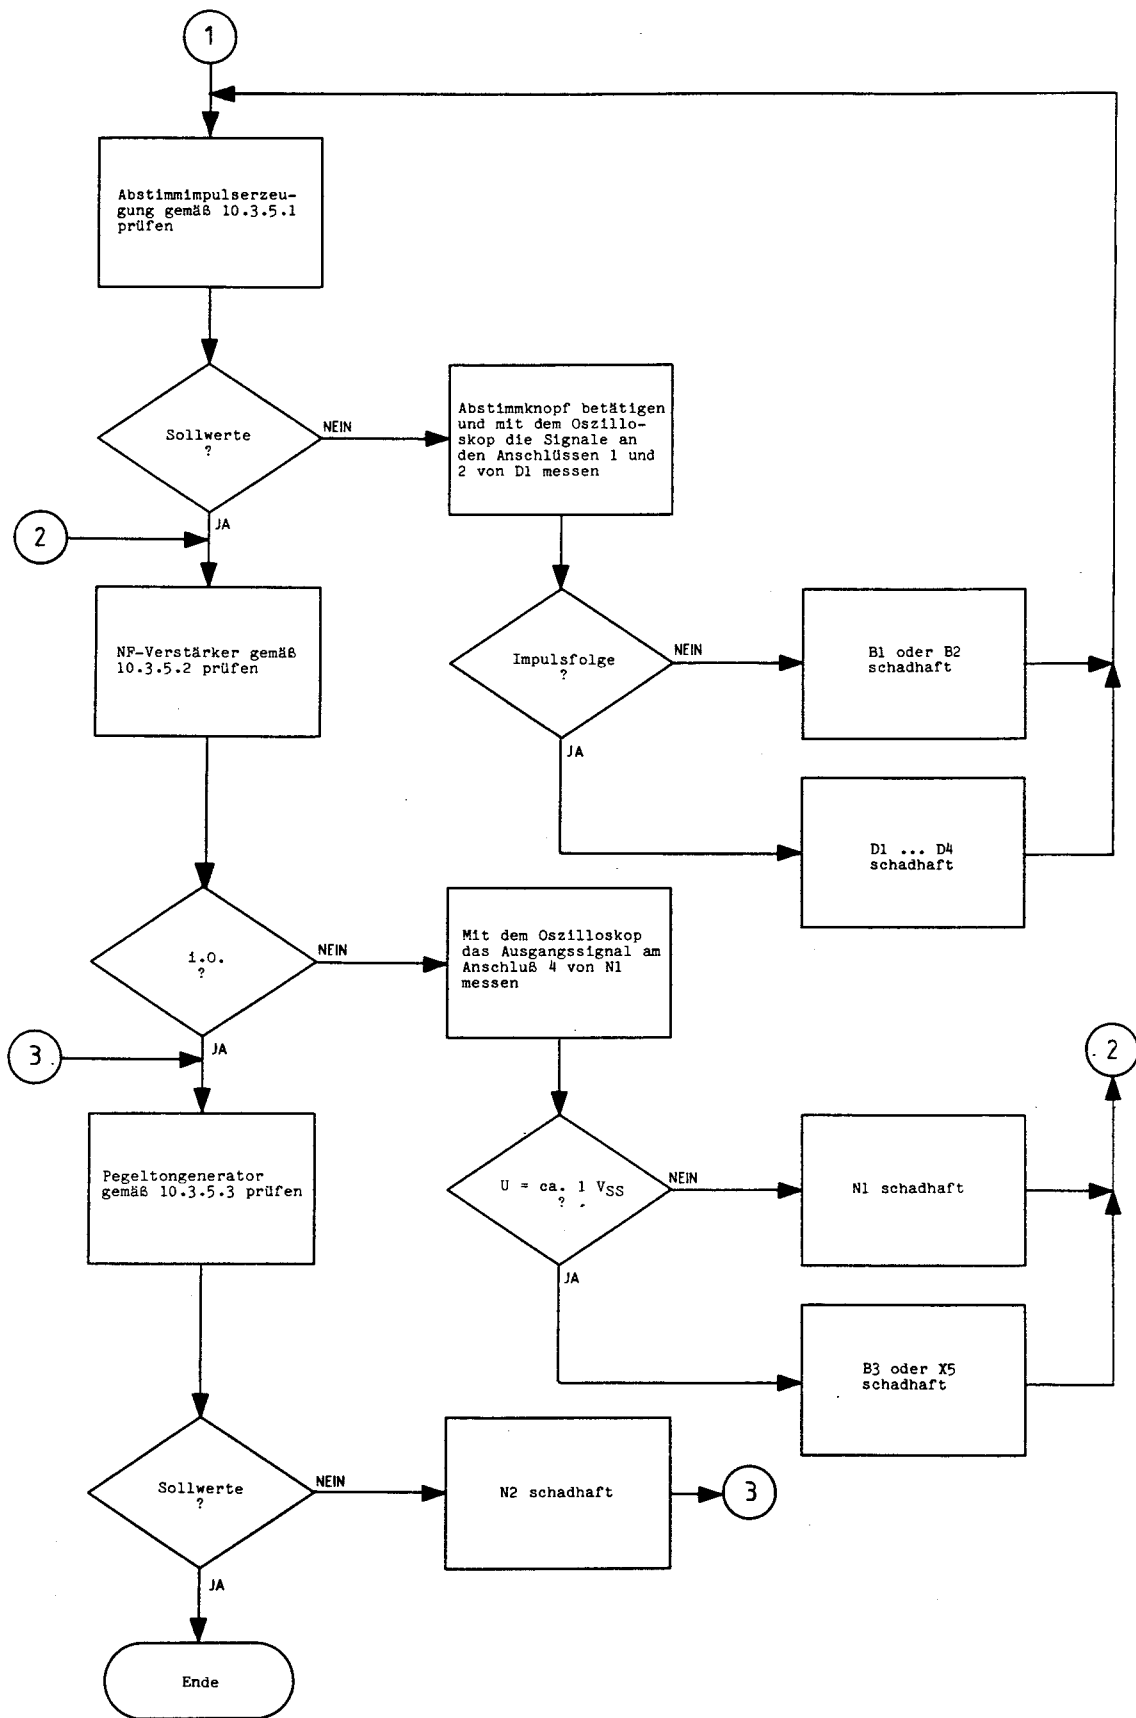 1
Abstimmimpulserzeu-
gung gemäß 10.3.5.1
prüfen
Sollwerte
?
NEIN
JA
Abstimmknopf betätigen
und mit dem Oszillo-
skop die Signale an
den Anschlüssen 1 und
2 von D1 messen
2
NF-Verstärker gemäß
10.3.5.2 prüfen
Impulsfolge
?
NEIN
JA
B1 oder B2
schadhaft
D1 ... D4
schadhaft
i.O.
?
NEIN
JA
Mit dem Oszilloskop
das Ausgangssignal am
Anschluß 4 von N1
messen
3
2
Pegeltongenerator
gemäß 10.3.5.3 prüfen
U = ca. 1 VSS
?
NEIN
JA
N1 schadhaft
B3 oder X5
schadhaft
Sollwerte
?
NEIN
JA
N2 schadhaft
3
Ende